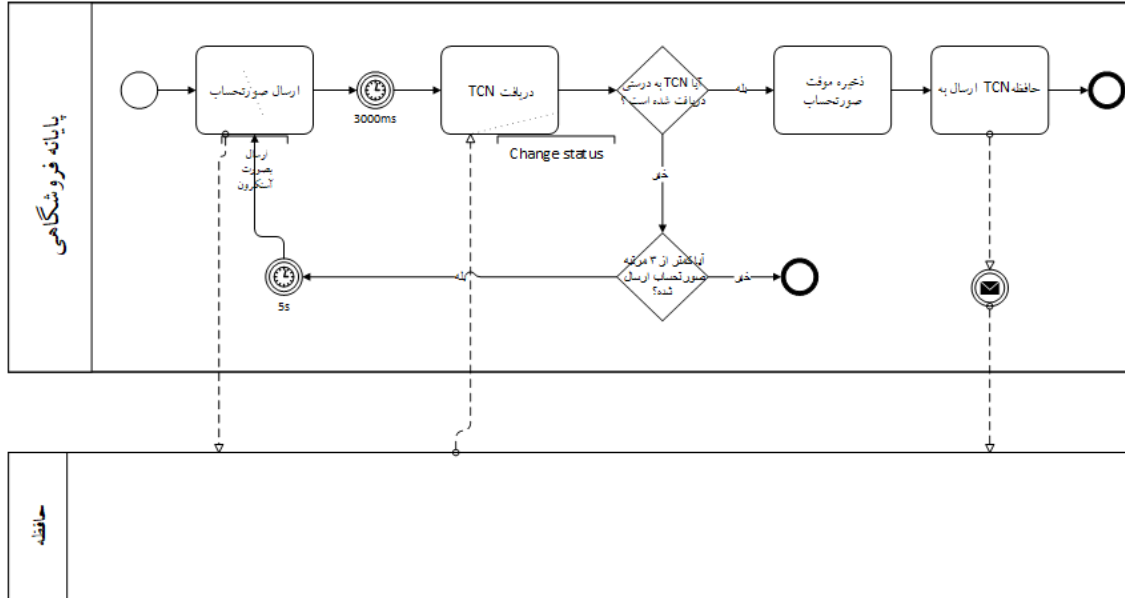 پایانه فروشگاهی
ارسال صورتحساب
3000ms
دریافت TCN
Change status
آیا TCN به درستی
دریافت شده است ؟
بله
ذخیره موقت
صورتحساب
ارسال به TCN حافظه
ارسال
بصورت
آسنکرون
خیر
آیا کمتر از ۳ مرتبه
صورتحساب ارسال
شده؟
بله
خیر
5s
حافظه